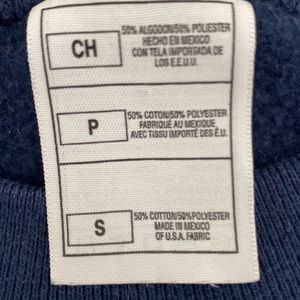 CH
50% ALGODON/50% POLIESTER
HECHO EN MEXICO
CON TELA IMPORTADA DE
LOS E.E.U.U.
P
50% COTON/50% POLYESTER
FABRIQUÉ AU MEXIQUE
AVEC TISSU IMPORTÉ DES É.U.
S
50% COTTON/50%POLYESTER
MADE IN MEXICO
OF U.S.A. FABRIC